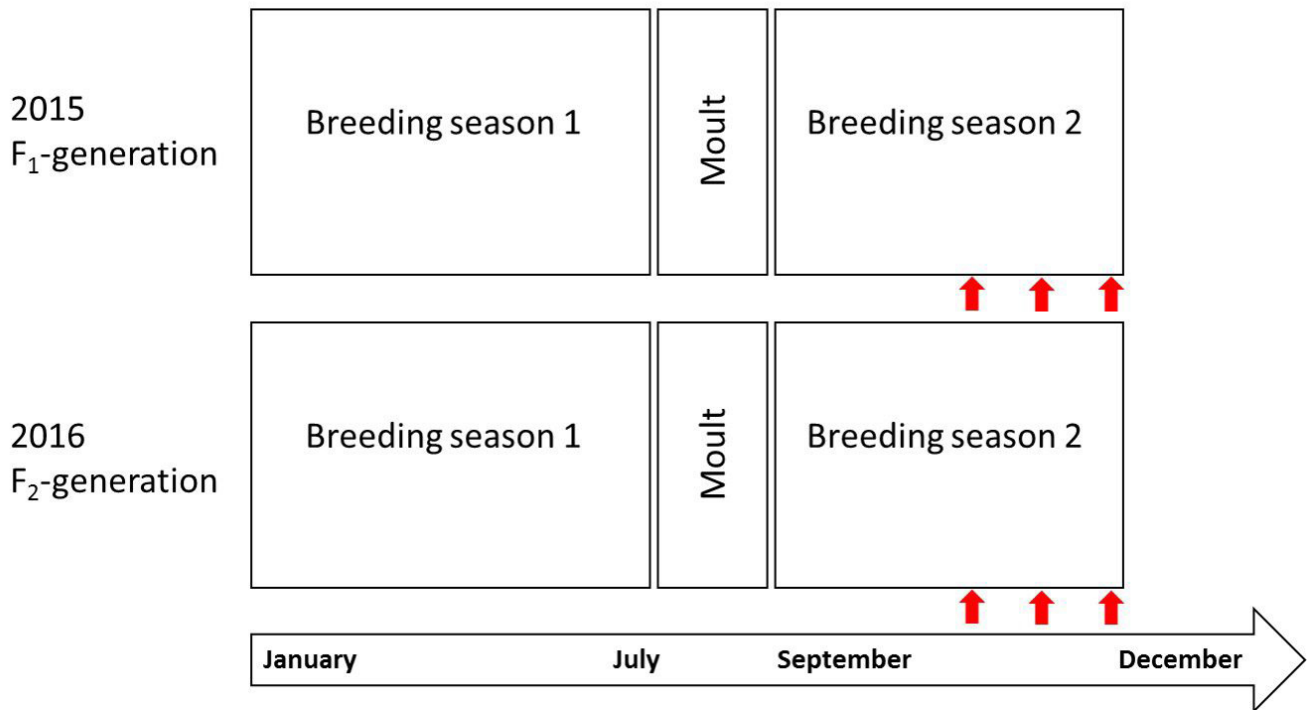 2015
F₁-generation
Breeding season 1
Moult
Breeding season 2
2016
F₂-generation
Breeding season 1
Moult
Breeding season 2
January
July
September
December